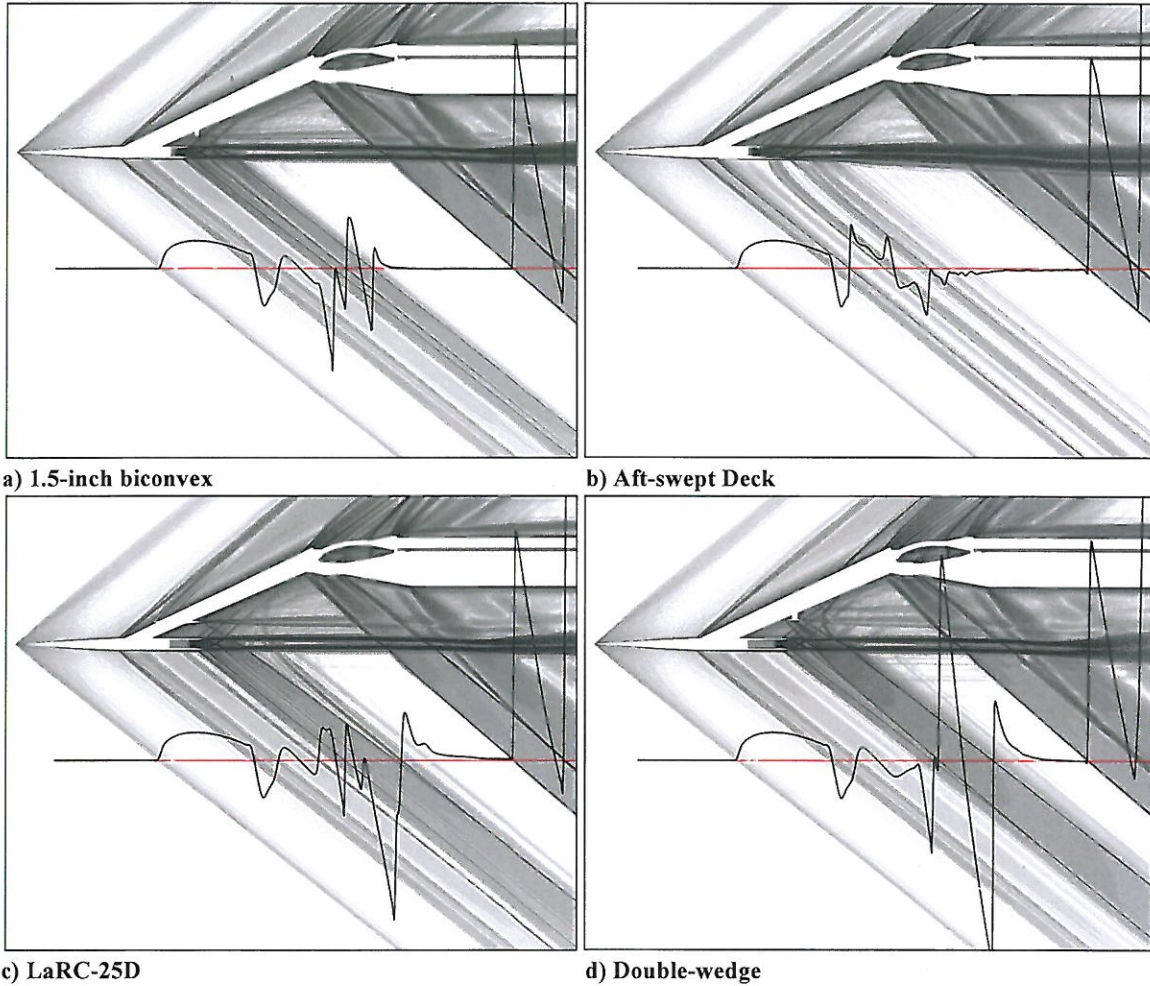 a) 1.5-inch biconvex
b) Aft-swept Deck
c) LaRC-25D
d) Double-wedge